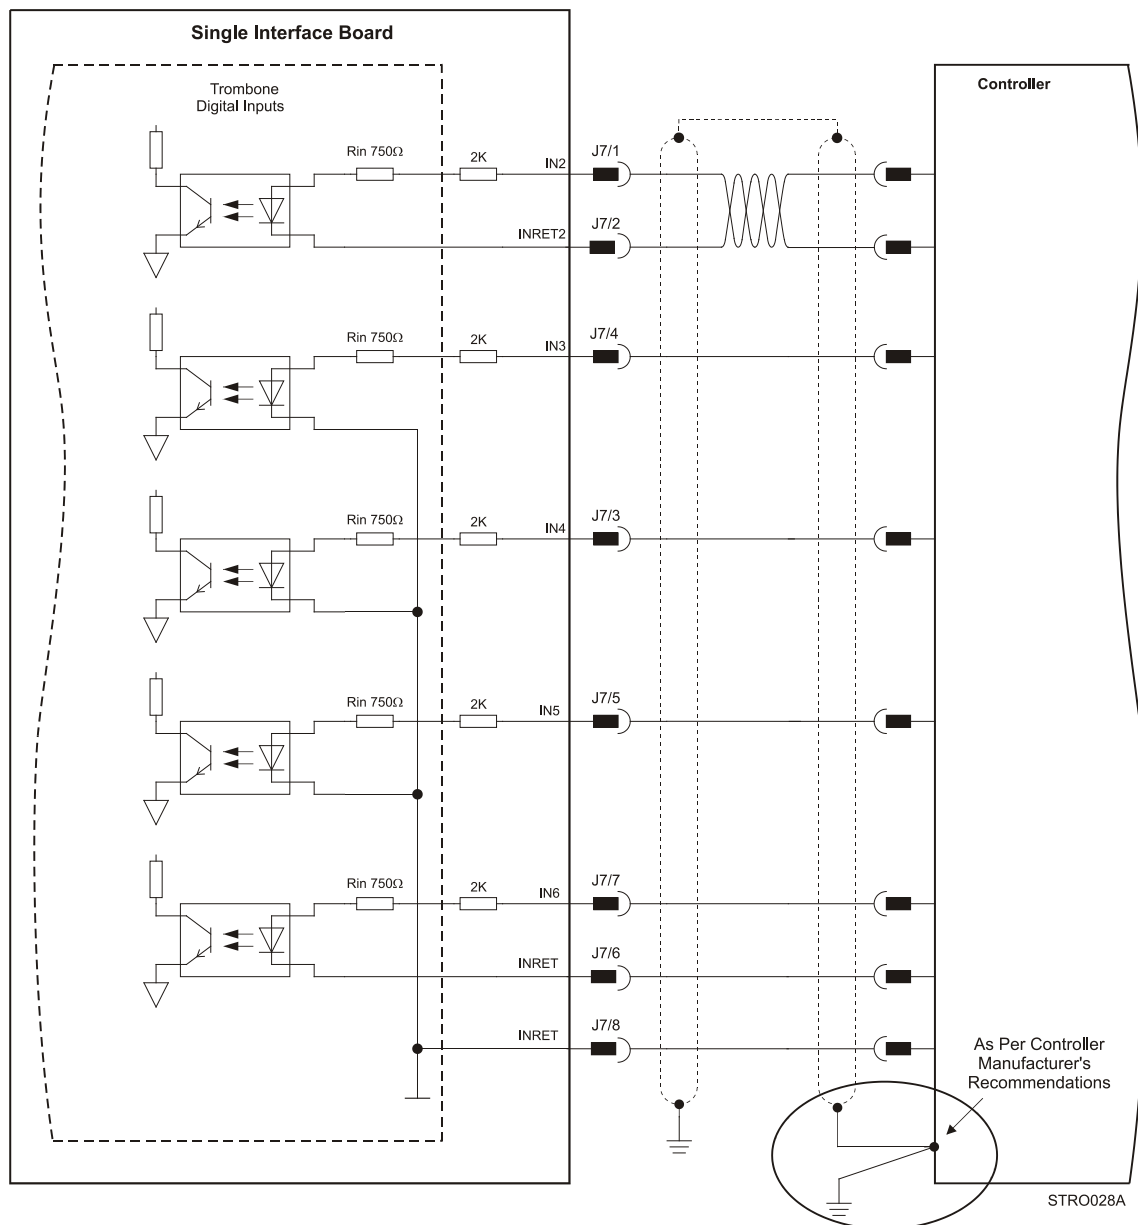 Single Interface Board
Trombone
Digital Inputs
Controller
Rin 750Ω
2K
IN2
J7/1
INRET2
J7/2
Rin 750Ω
2K
IN3
J7/4
Rin 750Ω
2K
IN4
J7/3
Rin 750Ω
2K
IN5
J7/5
Rin 750Ω
2K
IN6
J7/7
INRET
J7/6
INRET
J7/8
As Per Controller
Manufacturer's
Recommendations
STRO028A